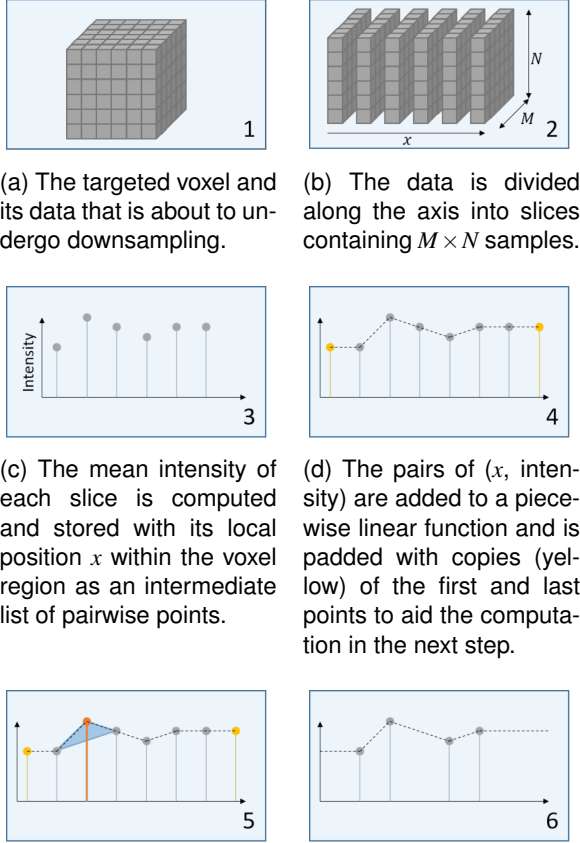 1
N
M
x
2
(a) The targeted voxel and
its data that is about to un-
dergo downsampling.
(b) The data is divided
along the axis into slices
containing M × N samples.
Intensity
3
4
(c) The mean intensity of
each slice is computed
and stored with its local
position x within the voxel
region as an intermediate
list of pairwise points.
(d) The pairs of (x, inten-
sity) are added to a piece-
wise linear function and is
padded with copies (yel-
low) of the first and last
points to aid the computa-
tion in the next step.
5
6